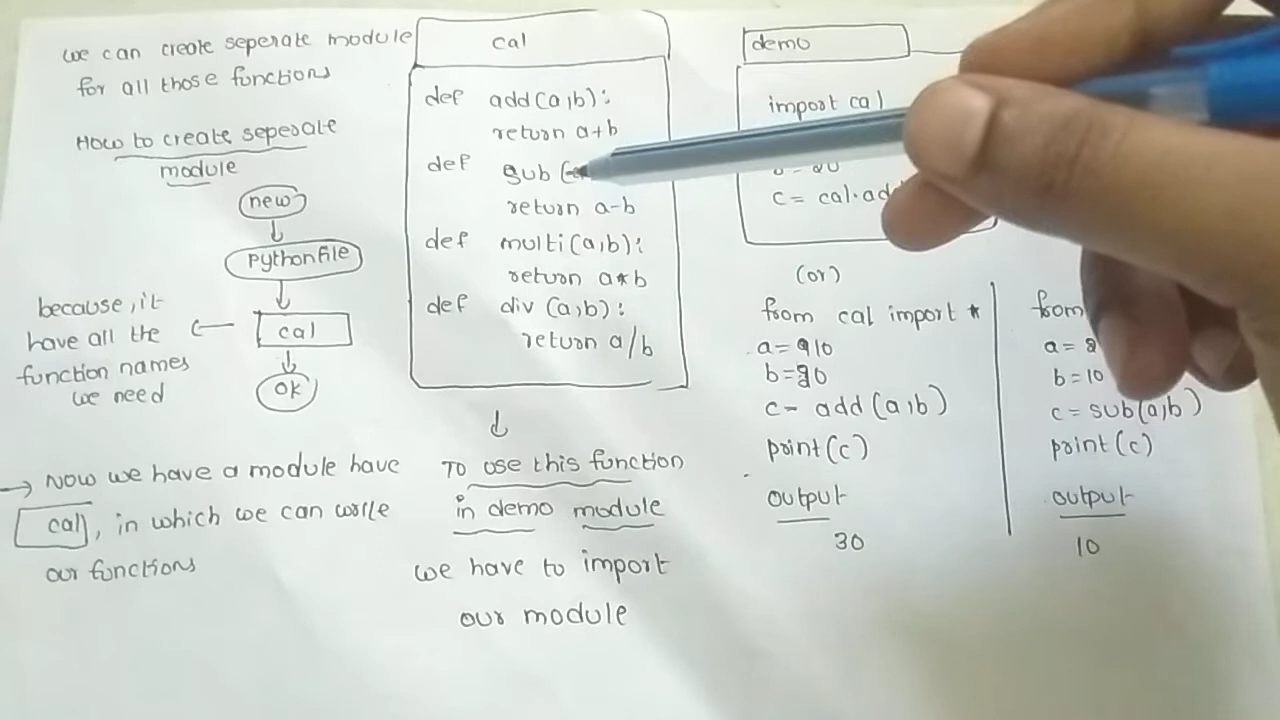 we can create seperate module
for all those functions
How to create seperate
module
new
Python File
cal
OK
because, it
have all the
function names
we need
→ Now we have a module have
cal, in which we can write
our functions
cal
def add(a,b):
return a+b
def sub (
return a-b
def multi(a,b):
return a*b
def div (a,b):
return a/b
To use this function
in demo module
we have to import
our module
demo
import cal
c = cal.ad
(or)
from cal import *
a=10
b=20
c= add(a,b)
print(c)
output
30
from
b=10
c=sub(a,b)
print(c)
output
10